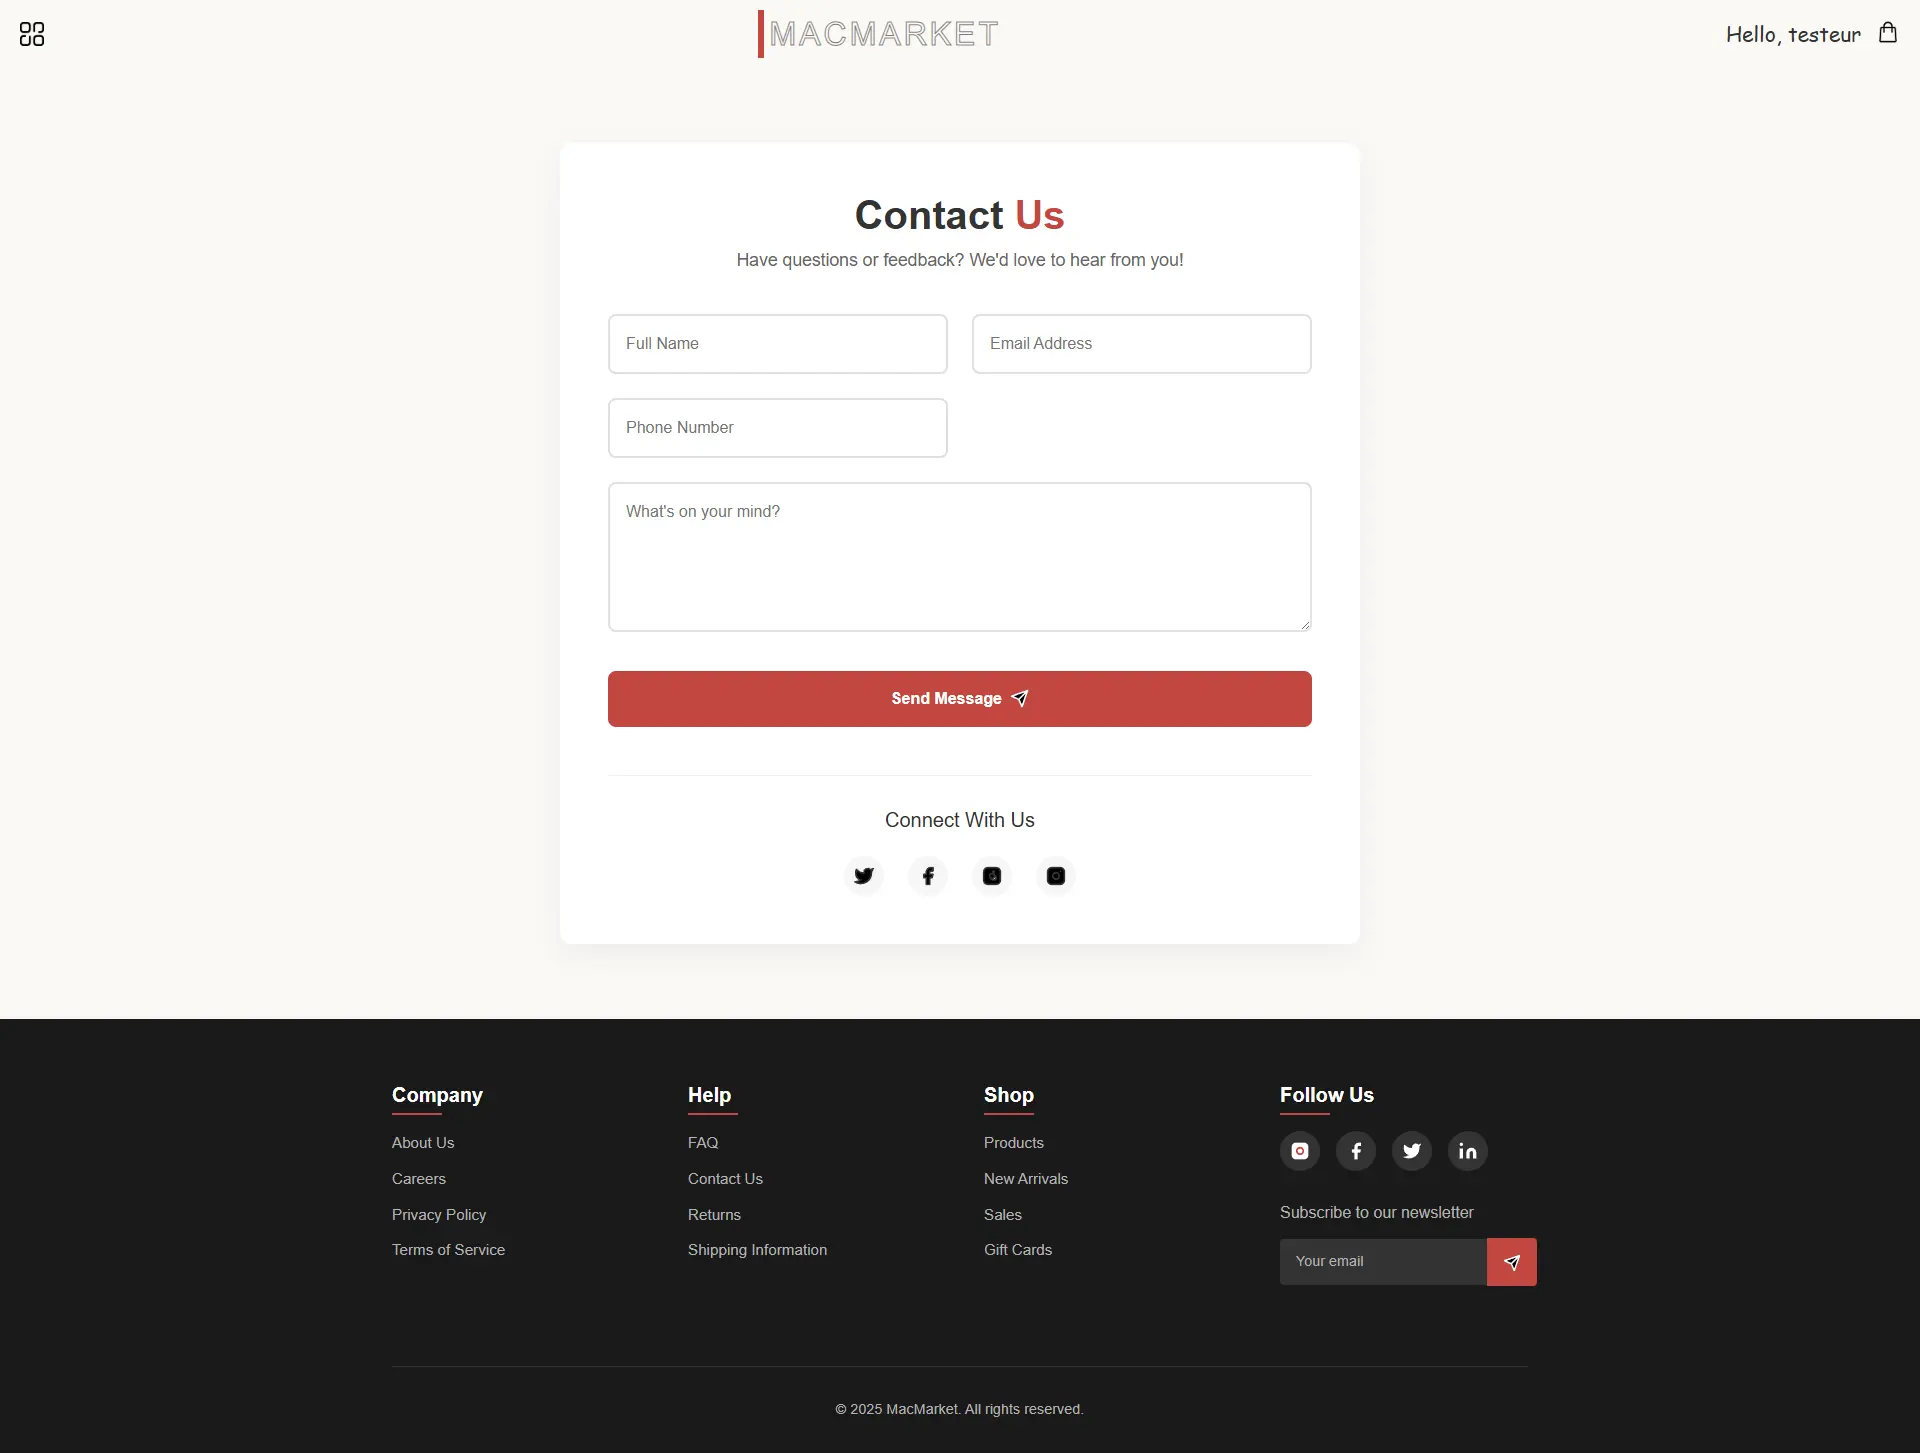 MACMARKET
Hello, testeur
Contact Us
Have questions or feedback? We'd love to hear from you!
Full Name
Email Address
Phone Number
What's on your mind?
Send Message
Connect With Us
Company
About Us
Careers
Privacy Policy
Terms of Service
Help
FAQ
Contact Us
Returns
Shipping Information
Shop
Products
New Arrivals
Sales
Gift Cards
Follow Us
Subscribe to our newsletter
Your email
© 2025 MacMarket. All rights reserved.